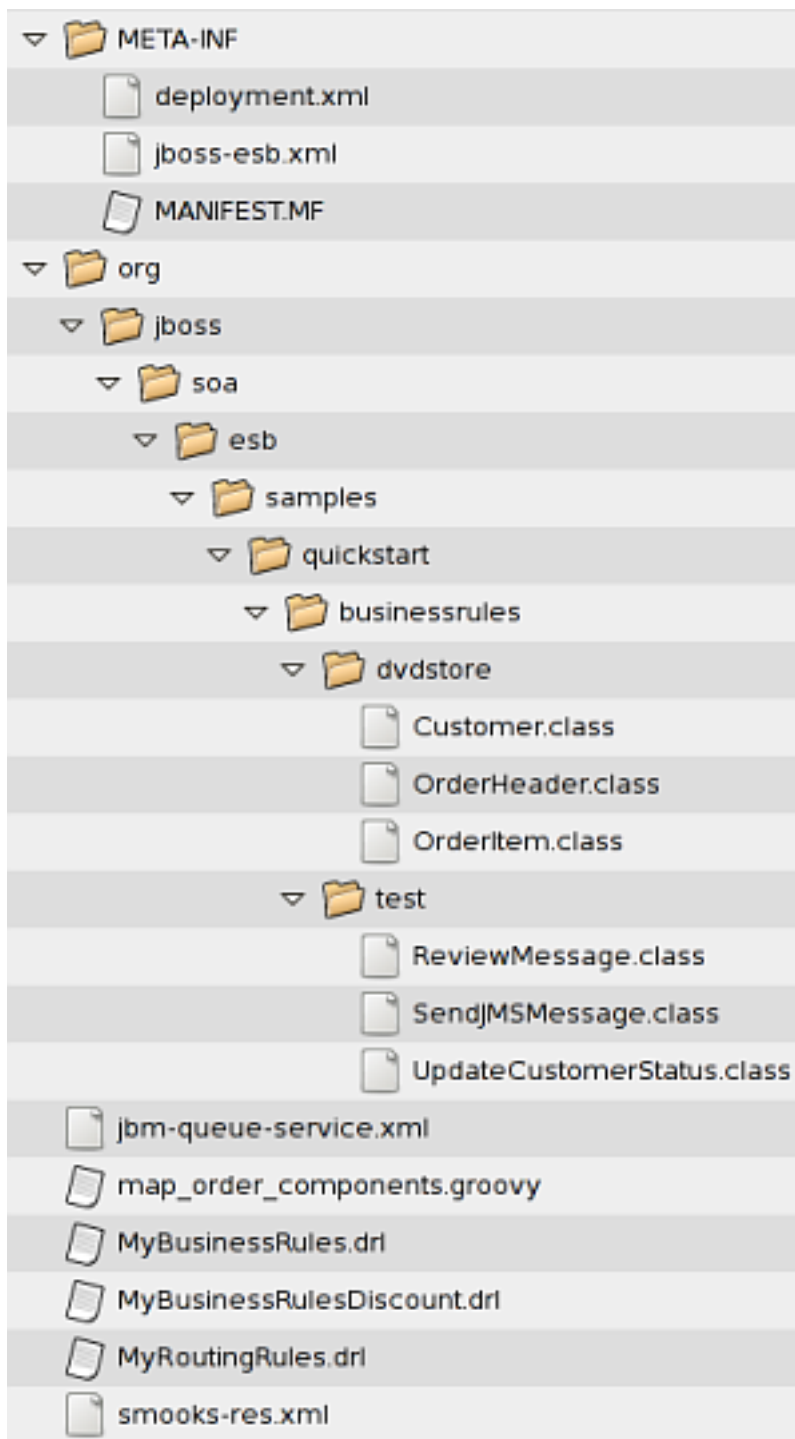 META-INF
deployment.xml
jboss-esb.xml
MANIFEST.MF
org
jboss
soa
esb
samples
quickstart
businessrules
dvdstore
Customer.class
OrderHeader.class
OrderItem.class
test
ReviewMessage.class
SendJMSMessage.class
UpdateCustomerStatus.class
jbm-queue-service.xml
map_order_components.groovy
MyBusinessRules.drl
MyBusinessRulesDiscount.drl
MyRoutingRules.drl
smooks-res.xml